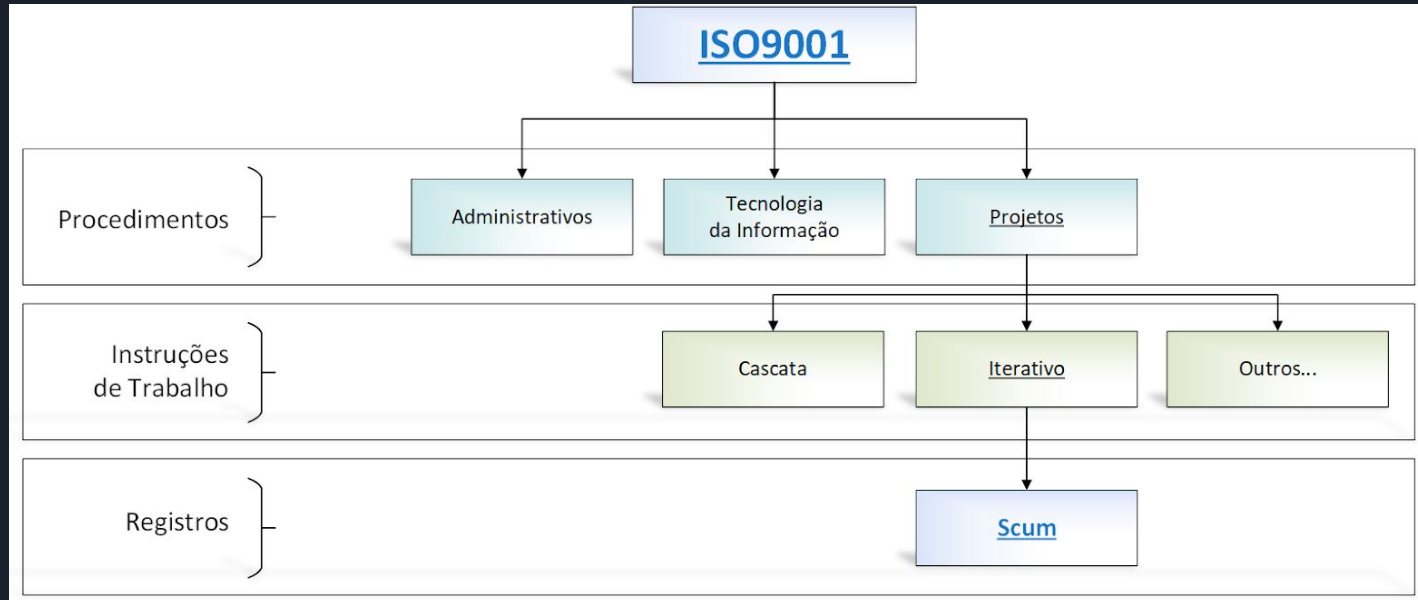 ISO9001
Procedimentos
Administrativos
Tecnologia
da Informação
Projetos
Instruções
de Trabalho
Cascata
Iterativo
Outros...
Registros
Scum